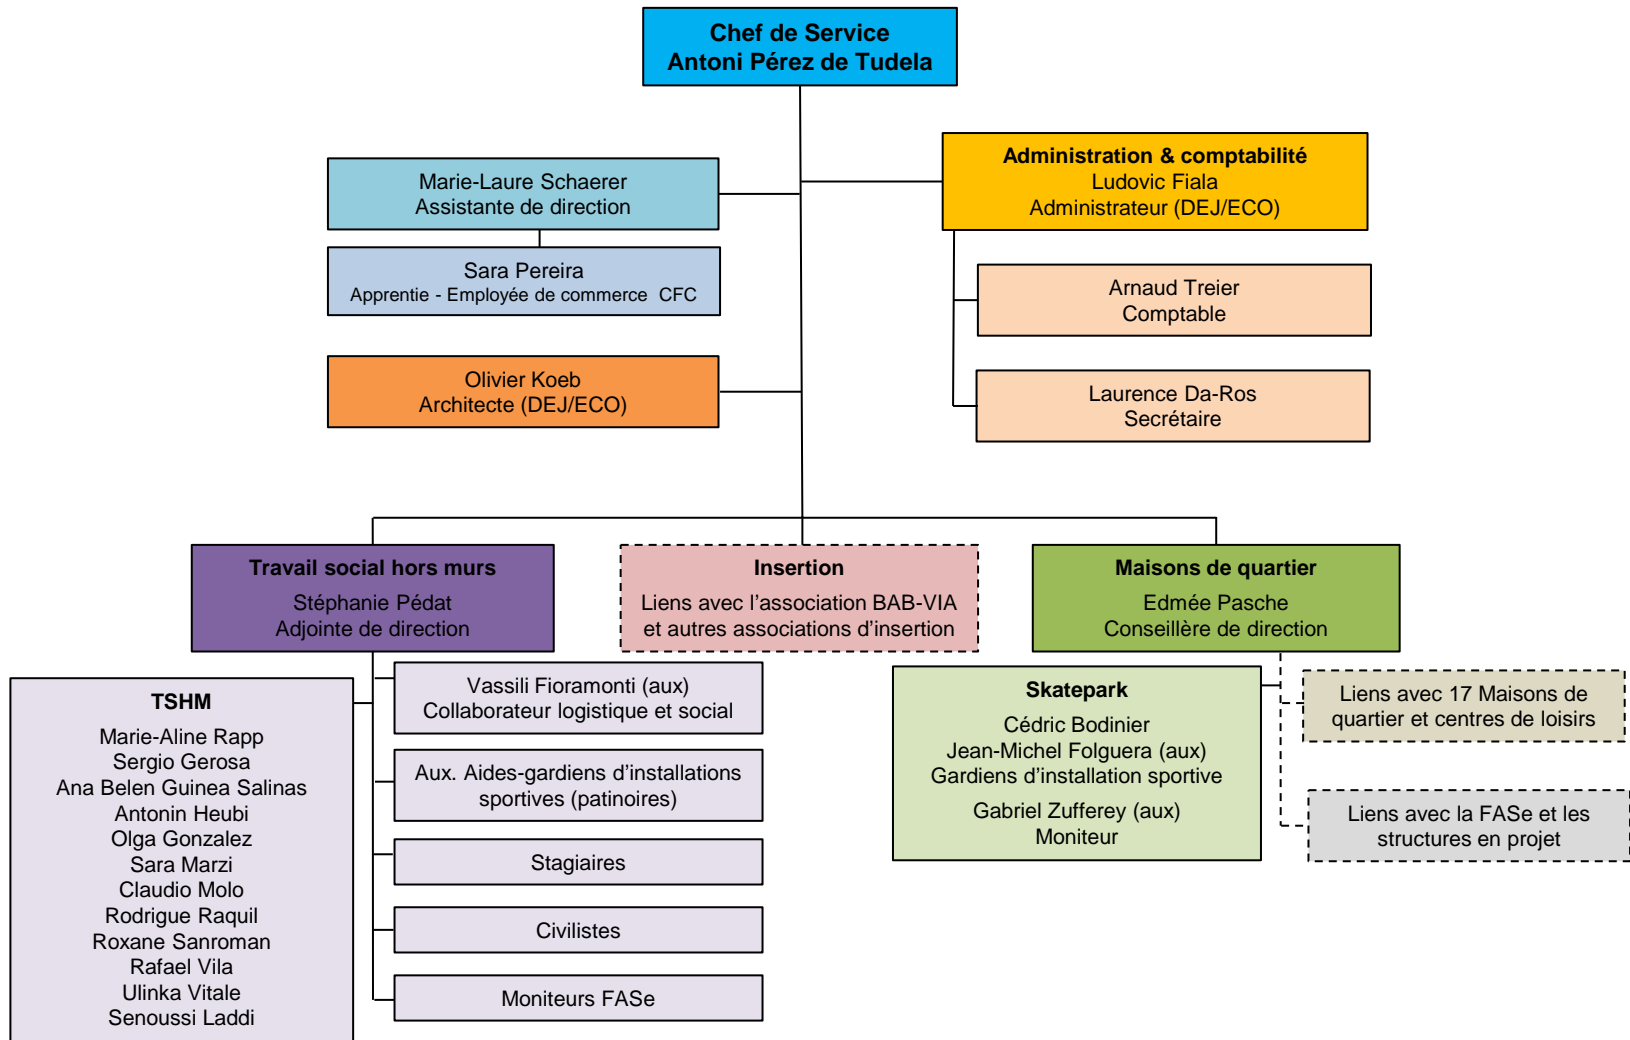 Chef de Service
Antoni Pérez de Tudela
Marie-Laure Schaerer
Assistante de direction
Administration & comptabilité
Ludovic Fiala
Administrateur (DEJ/ECO)
Sara Pereira
Apprentie - Employée de commerce CFC
Arnaud Treier
Comptable
Olivier Koeb
Architecte (DEJ/ECO)
Laurence Da-Ros
Secrétaire
Travail social hors murs
Stéphanie Pédat
Adjointe de direction
Insertion
Liens avec l’association BAB-VIA
et autres associations d’insertion
Maisons de quartier
Edmée Pasche
Conseillère de direction
TSHM
Marie-Aline Rapp
Sergio Gerosa
Ana Belen Guinea Salinas
Antonin Heubi
Olga Gonzalez
Sara Marzi
Claudio Molo
Rodrigue Raquil
Roxane Sanroman
Rafael Vila
Ulinka Vitale
Senoussi Laddi
Vassili Fioramonti (aux)
Collaborateur logistique et social
Aux. Aides-gardiens d’installations
sportives (patinoires)
Stagiaires
Civilistes
Moniteurs FASe
Skatepark
Cédric Bodinier
Jean-Michel Folguera (aux)
Gardiens d’installation sportive
Gabriel Zufferey (aux)
Moniteur
Liens avec 17 Maisons de
quartier et centres de loisirs
Liens avec la FASe et les
structures en projet